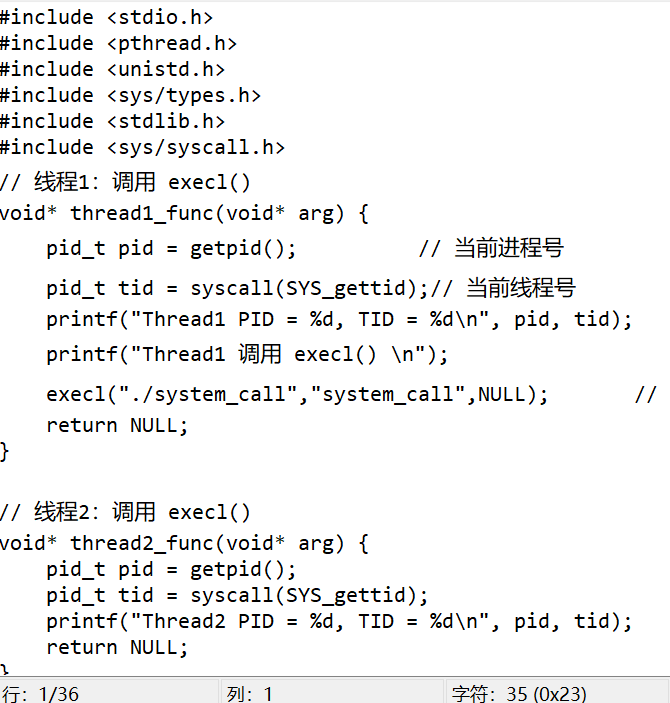 #include <stdio.h>
#include <pthread.h>
#include <unistd.h>
#include <sys/types.h>
#include <stdlib.h>
#include <sys/syscall.h>
// 线程1: 调用 execl()
void* thread1_func(void* arg) {
    pid_t pid = getpid();          // 当前进程号
    pid_t tid = syscall(SYS_gettid);// 当前线程号
    printf("Thread1 PID = %d, TID = %d\n", pid, tid);
    printf("Thread1 调用 execl() \n");
    execl("./system_call","system_call",NULL);       //
    return NULL;
}

// 线程2: 调用 execl()
void* thread2_func(void* arg) {
    pid_t pid = getpid();
    pid_t tid = syscall(SYS_gettid);
    printf("Thread2 PID = %d, TID = %d\n", pid, tid);
    return NULL;
}
行: 1/36 列: 1 字符: 35 (0x23)